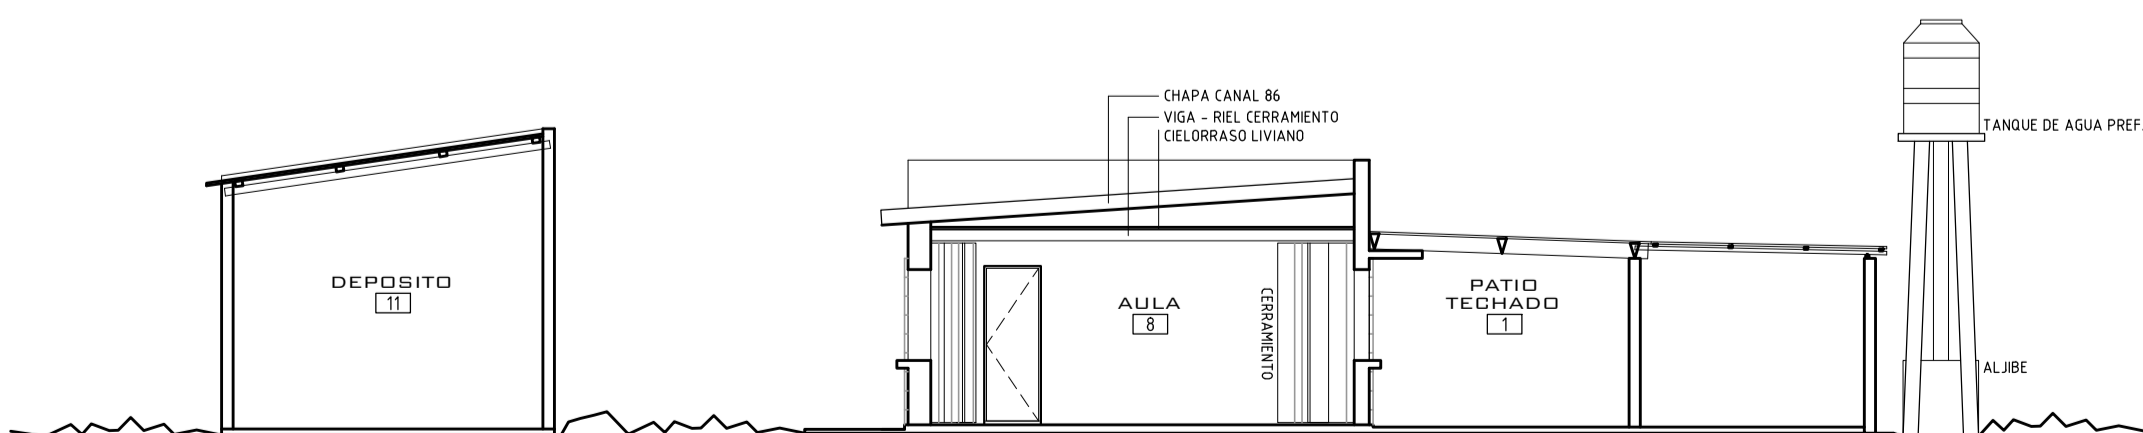 CHAPA CANAL 86
VIGA - RIEL CERRAMIENTO
CIELORRASO LIVIANO
TANQUE DE AGUA PREF.
DEPOSITO
11
AULA
8
CERRAMIENTO
PATIO
TECHADO
1
ALJIBE